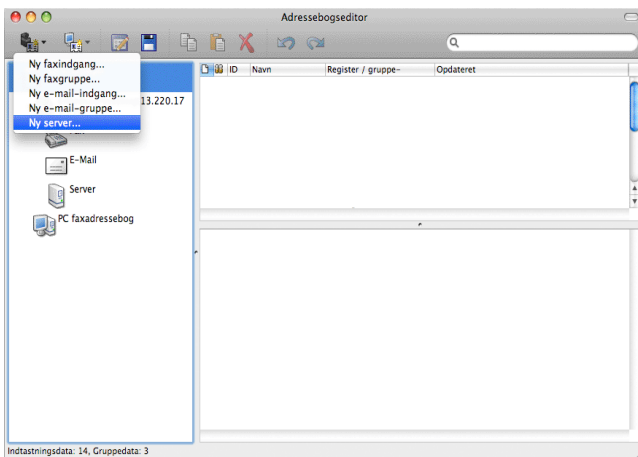 Adressebogseditor
Ny faxindgang...
Ny faxgruppe...
Ny e-mail-indgang...
Ny e-mail-gruppe...
Ny server...
13.220.17
E-Mail
Server
PC faxadressebog
ID Navn Register / gruppe- Opdateret
Indtastningsdata: 14, Gruppedata: 3